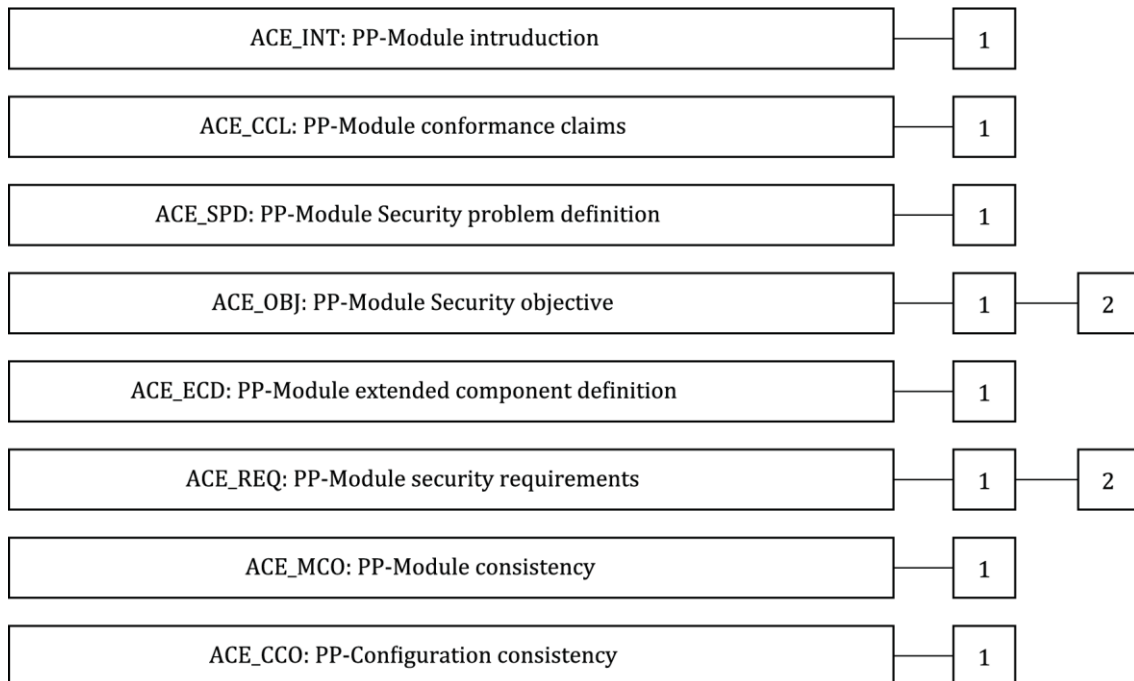 ACE_INT: PP-Module intruduction 1
ACE_CCL: PP-Module conformance claims 1
ACE_SPD: PP-Module Security problem definition 1
ACE_OBJ: PP-Module Security objective 1 2
ACE_ECD: PP-Module extended component definition 1
ACE_REQ: PP-Module security requirements 1 2
ACE_MCO: PP-Module consistency 1
ACE_CCO: PP-Configuration consistency 1